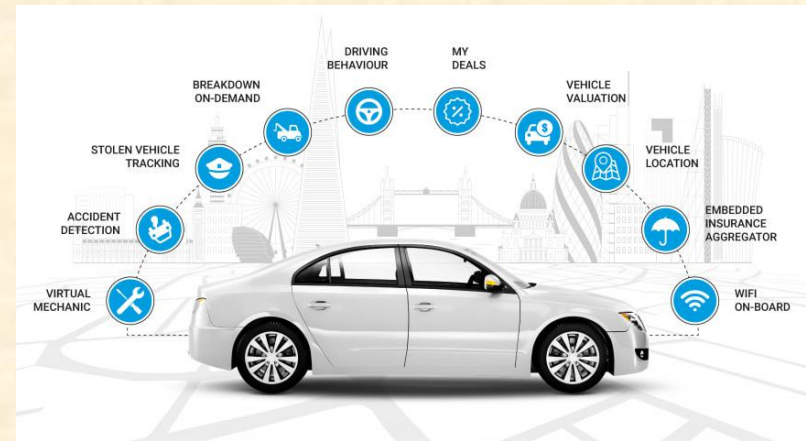 DRIVING
BEHAVIOUR
MY
DEALS
BREAKDOWN
ON-DEMAND
VEHICLE
VALUATION
STOLEN VEHICLE
TRACKING
VEHICLE
LOCATION
ACCIDENT
DETECTION
EMBEDDED
INSURANCE
AGGREGATOR
VIRTUAL
MECHANIC
WIFI
ON-BOARD